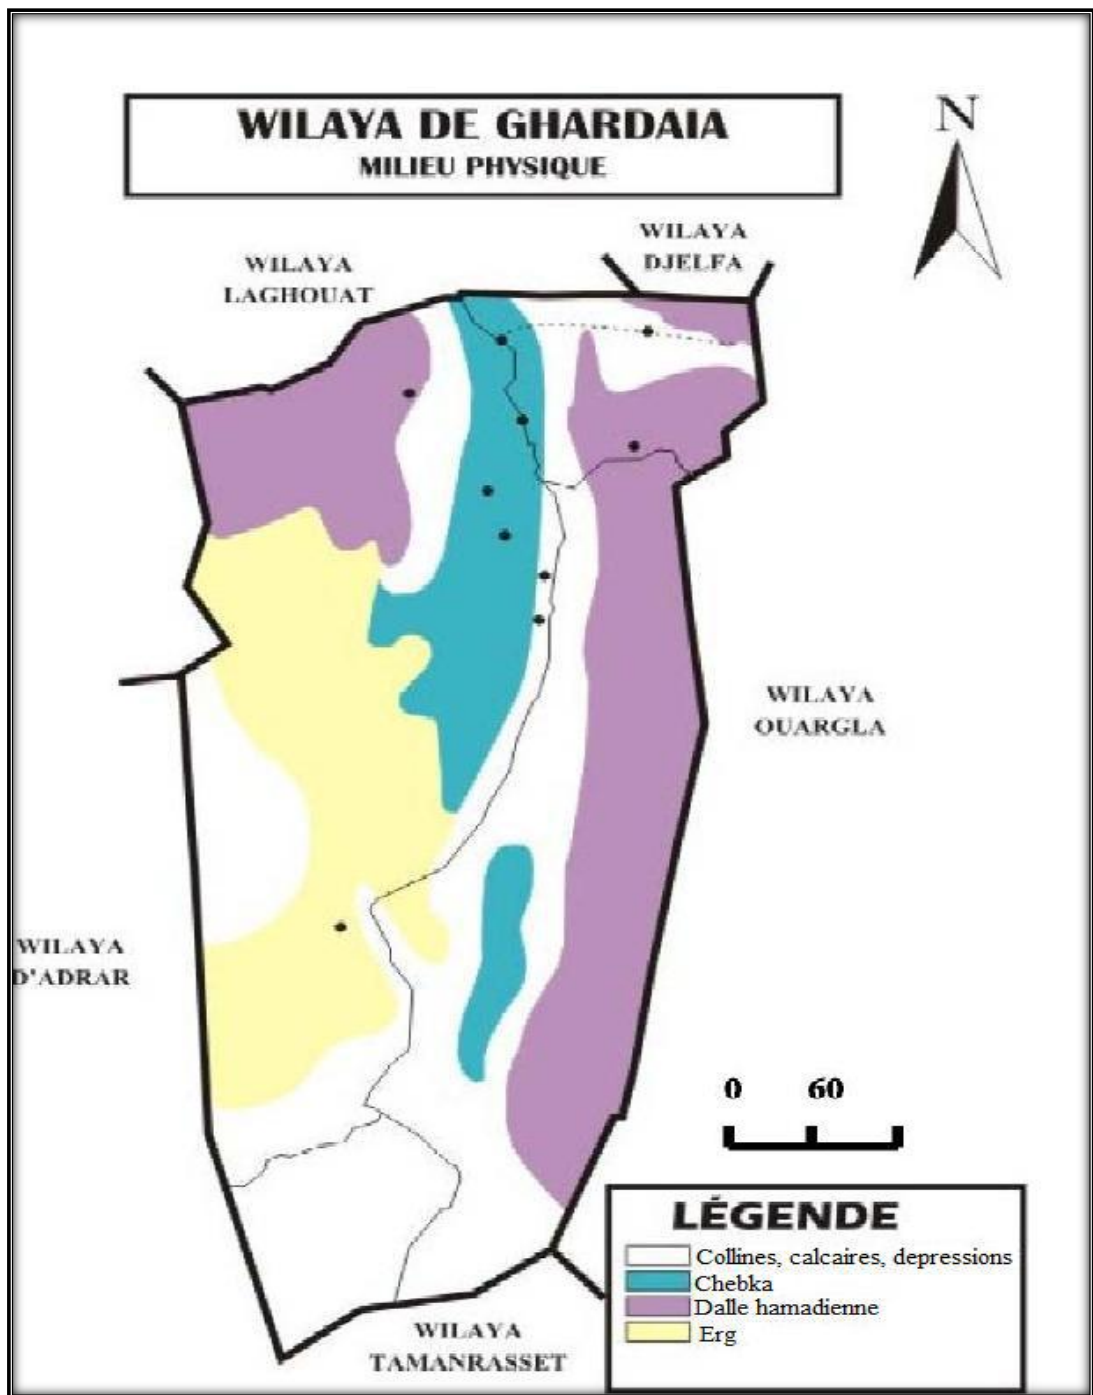 WILAYA DE GHARDAIA
MILIEU PHYSIQUE
N
WILAYA
DJELFA
WILAYA
LAGHOUAT
WILAYA
OUARGLA
WILAYA
D'ADRAR
0 60
LÉGENDE
Collines, calcaires, depressions
Chebka
Dalle hamadienne
Erg
WILAYA
TAMANRASSET